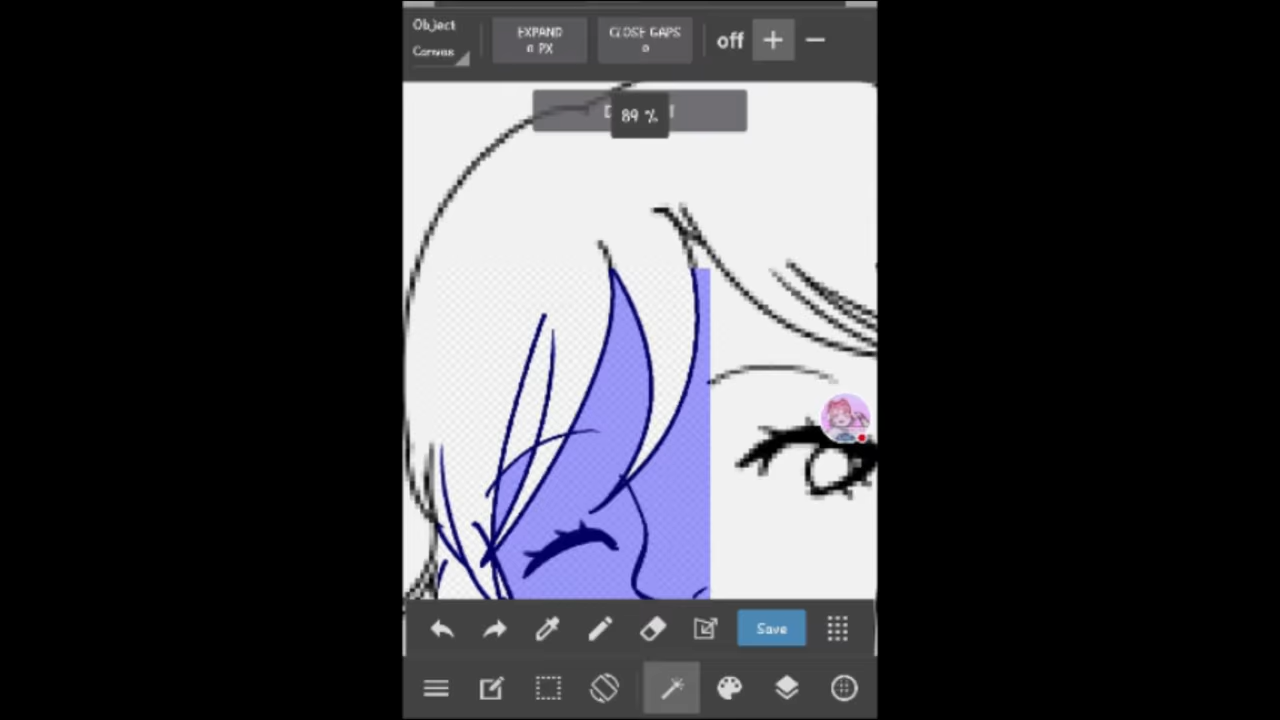 Object
EXPAND
CLOSE GAPS
off
Canvas
0 PX
0
89 %
Save